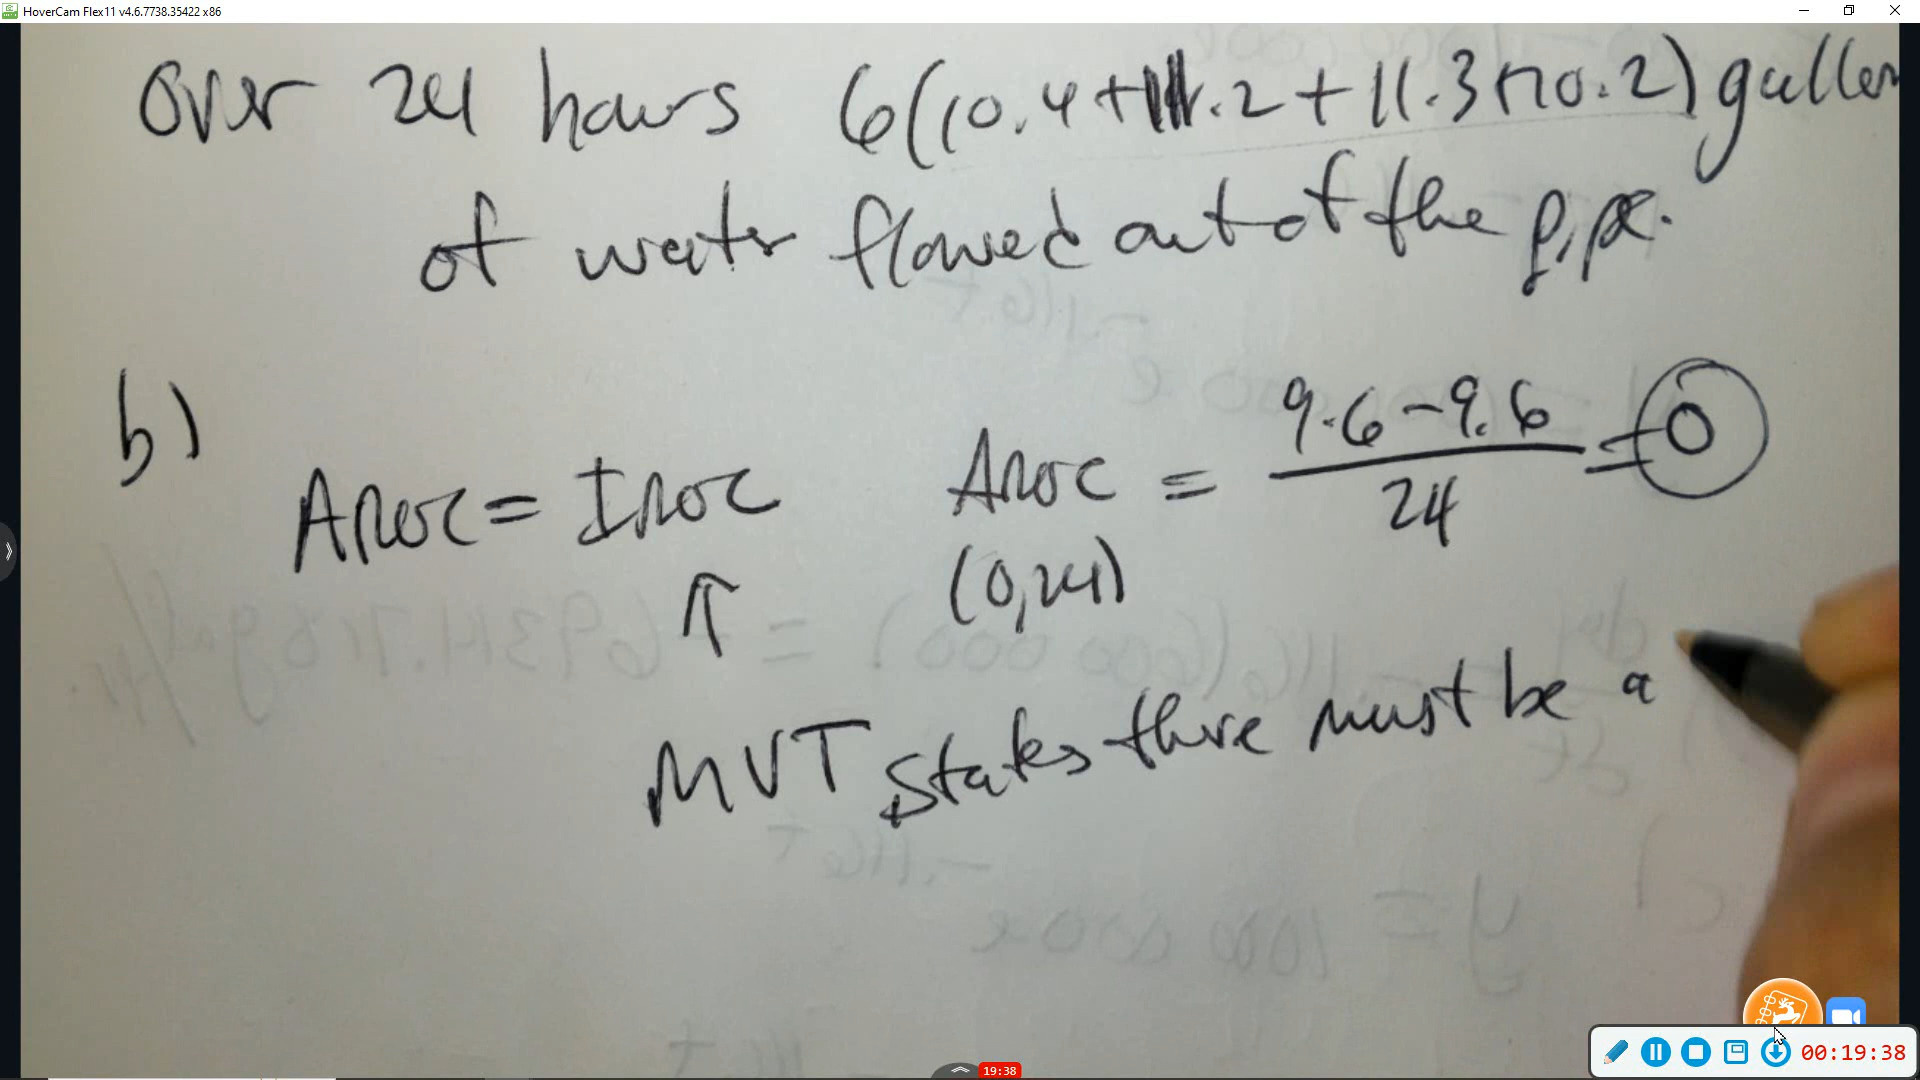 HoverCam Flex11 v4.6.7738.35422 x86
Over 24 hours 6(10.4+11.2+11.3+10.2) gallon
of water flowed out of the pipe.
b)
AROC = IROC
AROC = 9.6-9.6 / 24 = 0
(0,24)
↑
MVT states there must be a
19:38
00:19:38